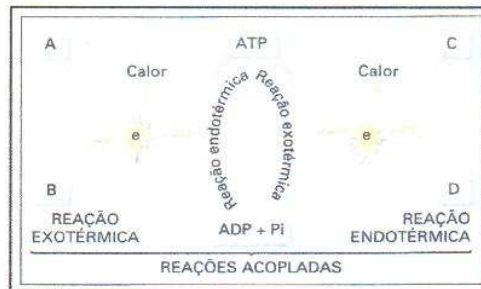 A
ATP
C
Calor
Calor
Reação endotérmica
Reação exotérmica
e
e
B
D
REAÇÃO
EXOTÉRMICA
ADP + Pi
REAÇÃO
ENDOTÉRMICA
REAÇÕES ACOPLADAS